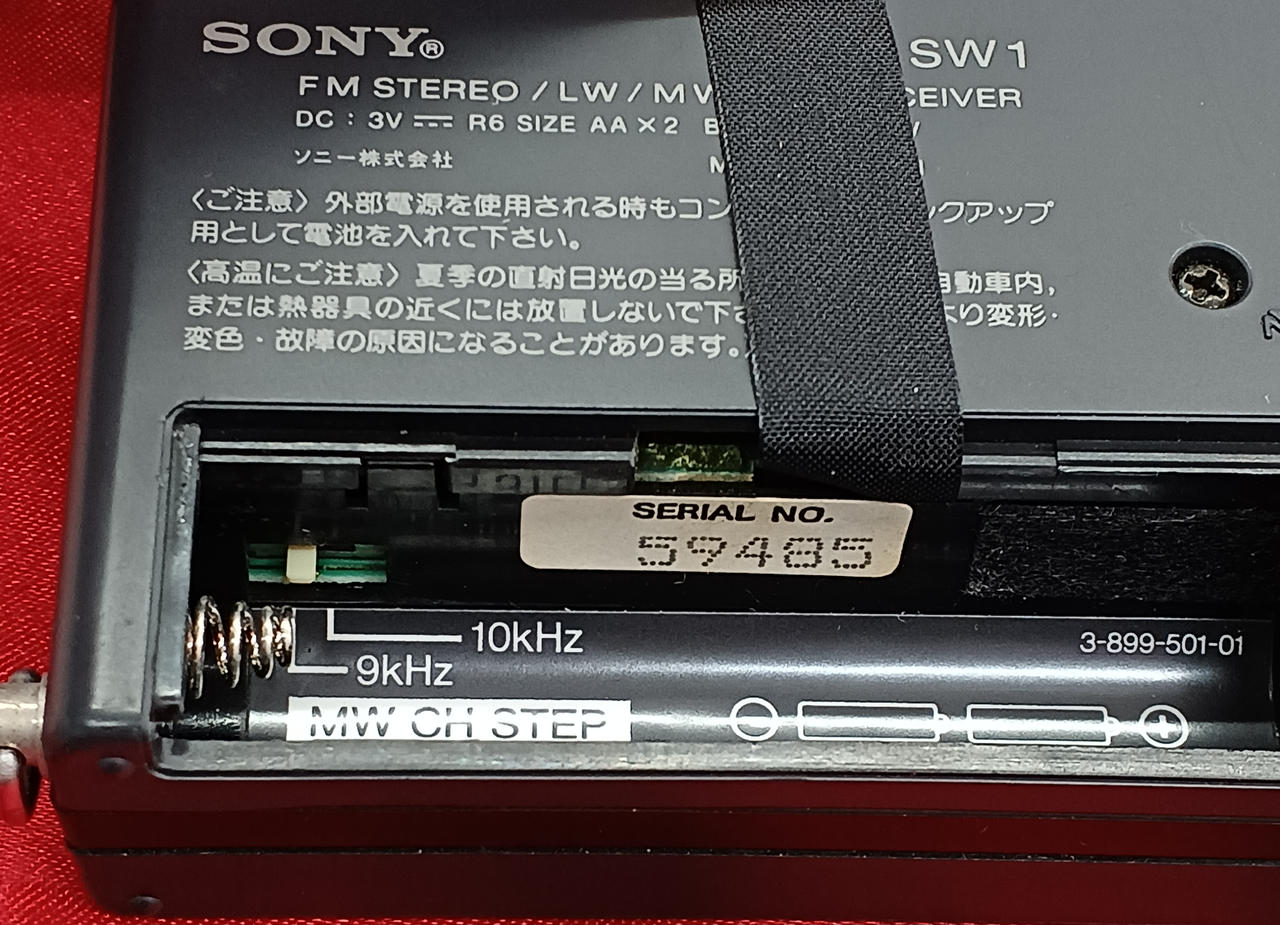 SONY®
SW1
FM STEREO / LW / MW
CEIVER
DC : 3V R6 SIZE AA × 2
ソニー株式会社
〈ご注意〉外部電源を使用される時もコン
ックアップ
用として電池を入れて下さい。
〈高温にご注意〉夏季の直射日光の当る所
自動車内,
または熱器具の近くには放置しないで下さ
より変形・
変色・故障の原因になることがあります。
SERIAL NO.
59485
10kHz
3-899-501-01
9kHz
MW CH STEP